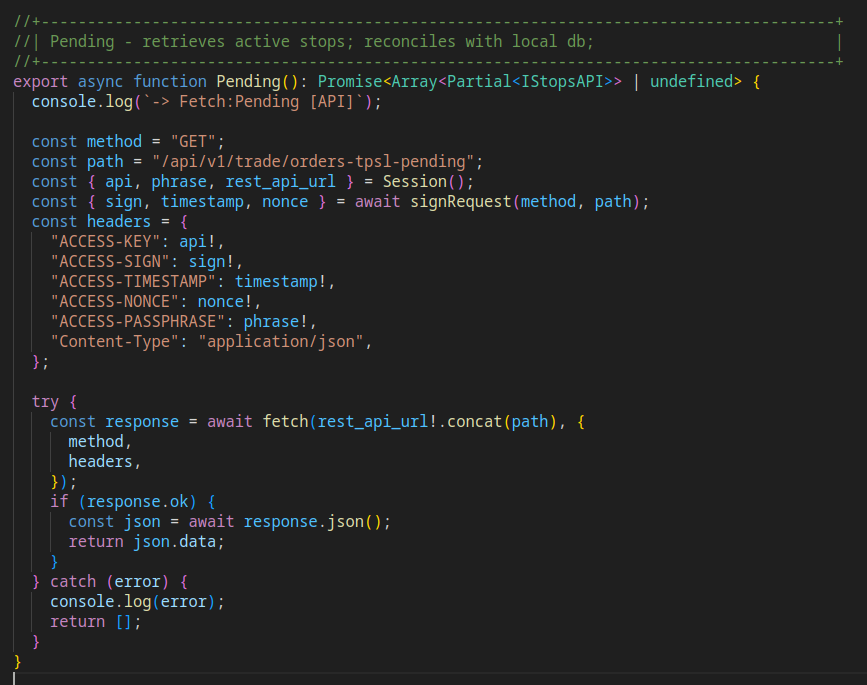 //+---------------------------------------------------------------------------------------+
//| Pending - retrieves active stops; reconciles with local db;                           |
//+---------------------------------------------------------------------------------------+
export async function Pending(): Promise<Array<Partial<IStopsAPI>> | undefined> {
  console.log(`-> Fetch:Pending [API]`);

  const method = "GET";
  const path = "/api/v1/trade/orders-tpsl-pending";
  const { api, phrase, rest_api_url } = Session();
  const { sign, timestamp, nonce } = await signRequest(method, path);
  const headers = {
    "ACCESS-KEY": api!,
    "ACCESS-SIGN": sign!,
    "ACCESS-TIMESTAMP": timestamp!,
    "ACCESS-NONCE": nonce!,
    "ACCESS-PASSPHRASE": phrase!,
    "Content-Type": "application/json",
  };

  try {
    const response = await fetch(rest_api_url!.concat(path), {
      method,
      headers,
    });
    if (response.ok) {
      const json = await response.json();
      return json.data;
    }
  } catch (error) {
    console.log(error);
    return [];
  }
}